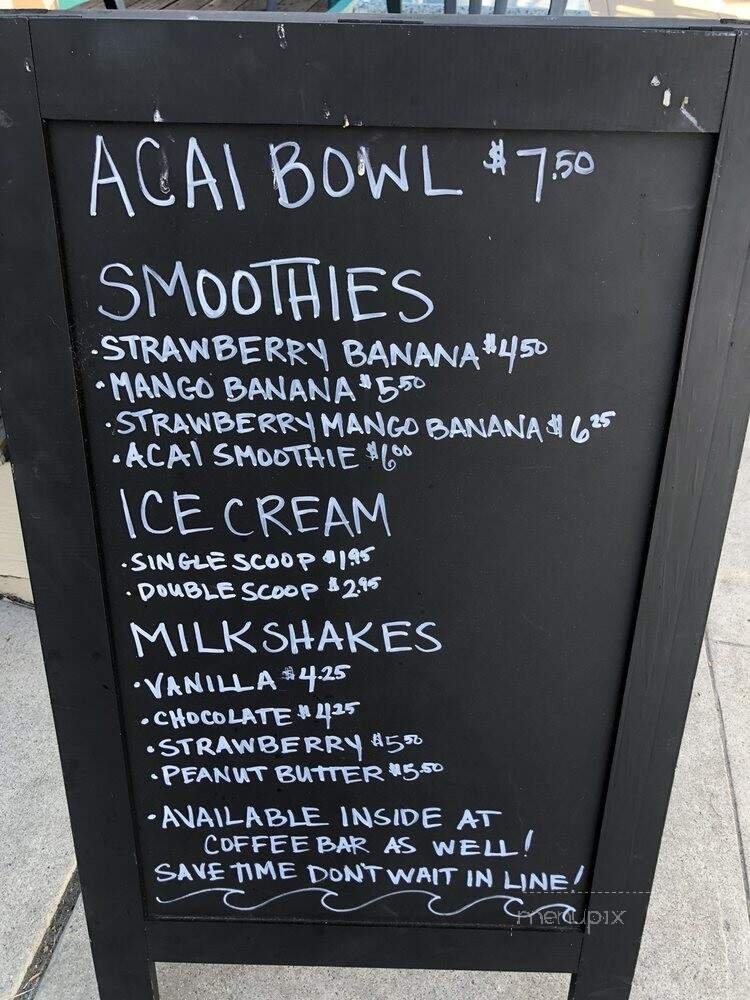 ACAI BOWL $7.50
SMOOTHIES
·STRAWBERRY BANANA $4.50
·MANGO BANANA $5.50
·STRAWBERRY MANGO BANANA $6.25
·ACAI SMOOTHIE $6.00
ICE CREAM
·SINGLE SCOOP $1.95
·DOUBLE SCOOP $2.95
MILKSHAKES
·VANILLA $4.25
·CHOCOLATE $4.25
·STRAWBERRY $5.50
·PEANUT BUTTER $5.50
·AVAILABLE INSIDE AT
COFFEE BAR AS WELL!
SAVE TIME DON'T WAIT IN LINE!
menupix